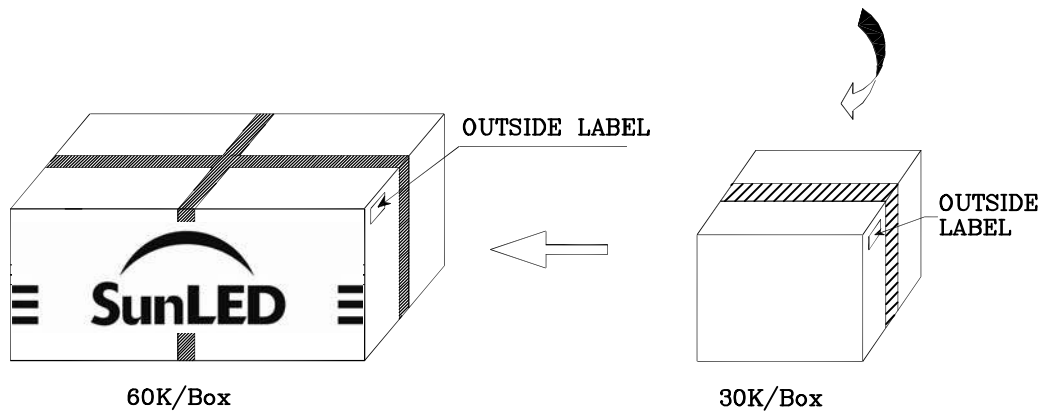 OUTSIDE LABEL
OUTSIDE
LABEL
SunLED
60K/Box
30K/Box